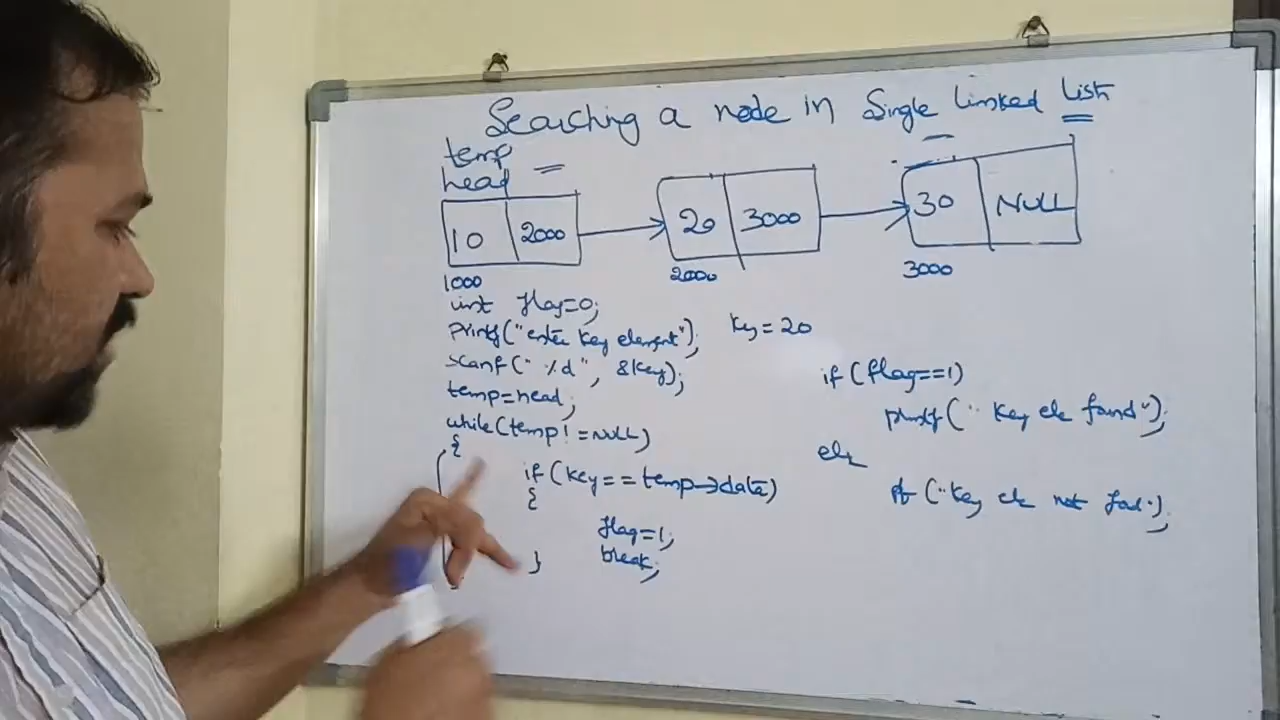 Searching a node in Single Linked List
temp
head
10 2000
20 3000
30 NULL
1000
2000
3000
int flag=0;
printf("enter key element");
key = 20
scanf(" %d", &key);
temp=head;
while(temp!=NULL)
{
if(key==temp->data)
{
flag=1;
break;
}
if(flag==1)
printf(" key ele found");
else
pf("key ele not found");